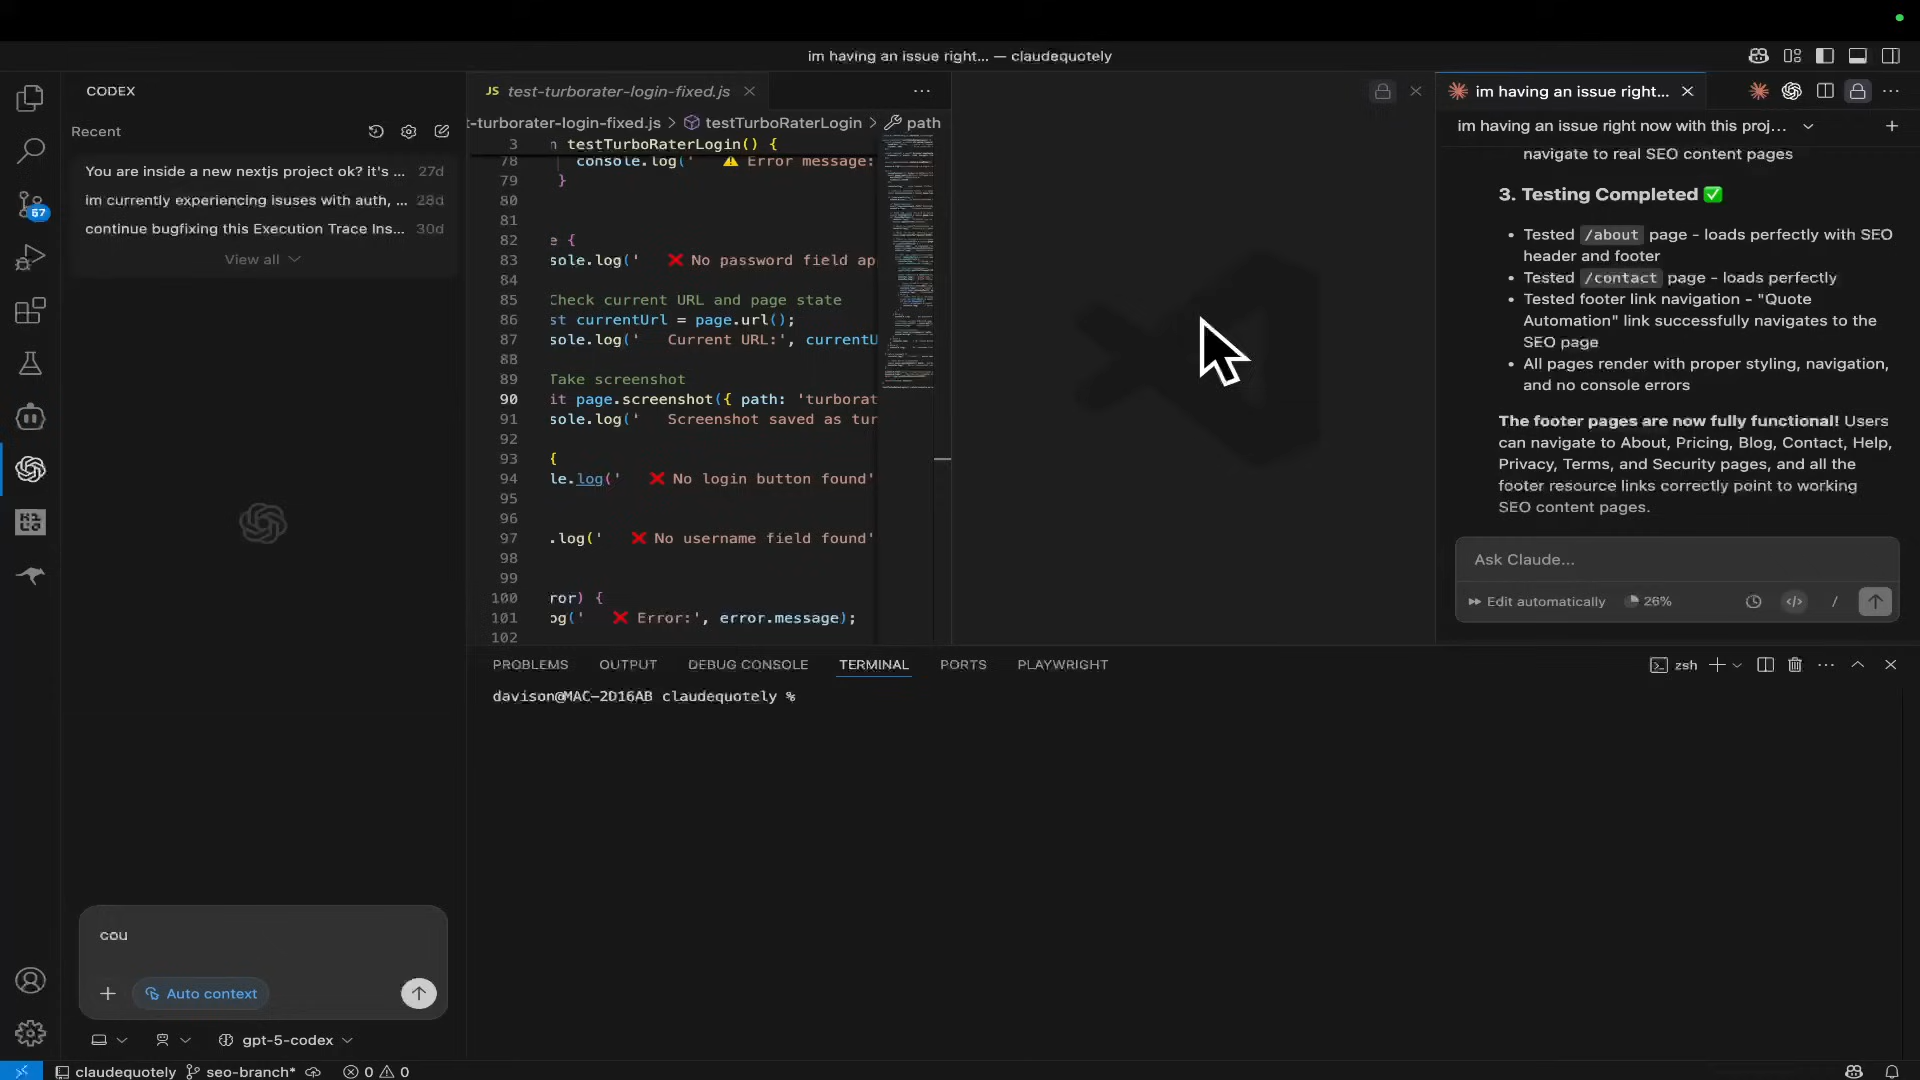 im having an issue right... — claudequotely
CODEX
Recent
You are inside a new nextjs project ok? it's ... 27d
im currently experiencing isuses with auth, ... 28d
continue bugfixing this Execution Trace Ins... 30d
View all
57
cou
Auto context
gpt-5-codex
JS test-turborater-login-fixed.js
t-turborater-login-fixed.js > testTurboRaterLogin > path
3 testTurboRaterLogin() {
78 console.log(' ⚠️ Error message:
79 }
80
81
82 e {
83 sole.log(' ❌ No password field ap
84
85 Check current URL and page state
86 st currentUrl = page.url();
87 sole.log(' Current URL:', currentU
88
89 Take screenshot
90 it page.screenshot({ path: 'turborat
91 sole.log(' Screenshot saved as tur
92
93 {
94 le.log(' ❌ No login button found'
95
96
97 .log(' ❌ No username field found'
98
99
100 ror) {
101 og(' ❌ Error:', error.message);
102
im having an issue right...
im having an issue right now with this proj...
navigate to real SEO content pages
3. Testing Completed ✅
• Tested /about page - loads perfectly with SEO
header and footer
• Tested /contact page - loads perfectly
• Tested footer link navigation - "Quote
Automation" link successfully navigates to the
SEO page
• All pages render with proper styling, navigation,
and no console errors
The footer pages are now fully functional! Users
can navigate to About, Pricing, Blog, Contact, Help,
Privacy, Terms, and Security pages, and all the
footer resource links correctly point to working
SEO content pages.
Ask Claude...
Edit automatically 26% /
PROBLEMS OUTPUT DEBUG CONSOLE TERMINAL PORTS PLAYWRIGHT
zsh
davison@MAC-2D16AB claudequotely %
claudequotely seo-branch* 0 0